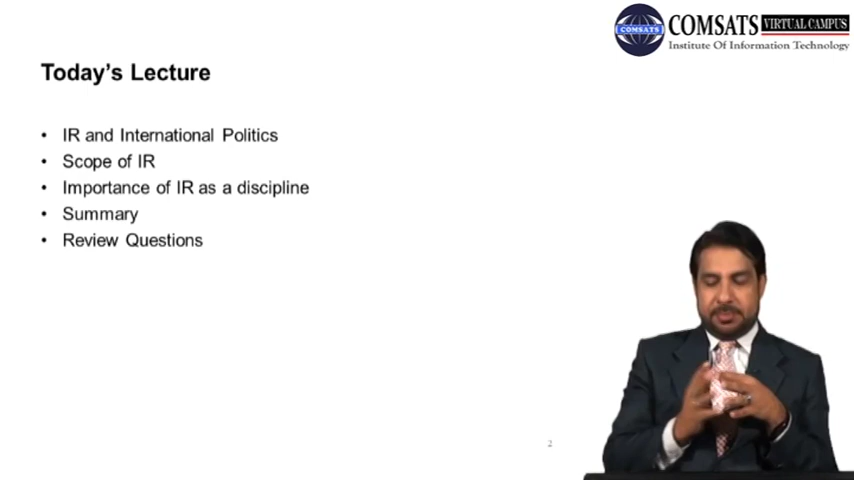 COMSATS VIRTUAL CAMPUS
COMSATS
Institute Of Information Technology
Today's Lecture
• IR and International Politics
• Scope of IR
• Importance of IR as a discipline
• Summary
• Review Questions
2